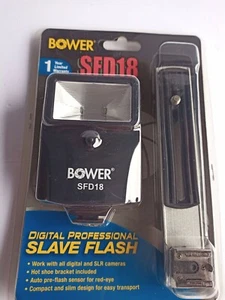 BOWER
1 Year
Limited
Warranty
SFD18
BOWER
SFD18
DIGITAL PROFESSIONAL
SLAVE FLASH
• Work with all digital and SLR cameras
• Hot shoe bracket included
• Auto pre-flash sensor for red-eye
• Compact and slim design for easy transport